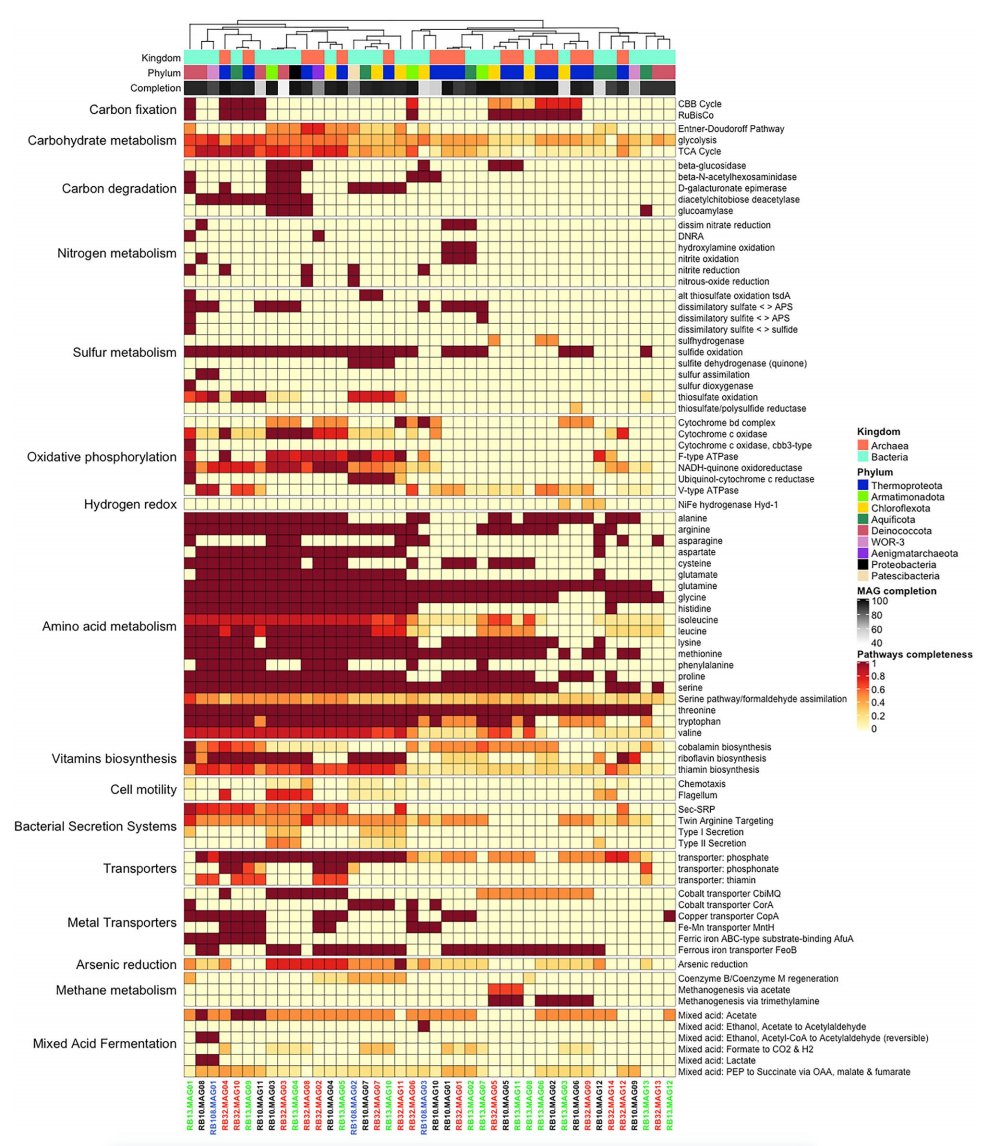 Kingdom
Phylum
Completion
Carbon fixation
CBB Cycle
RuBisCo
Carbohydrate metabolism
Entner-Doudoroff Pathway
glycolysis
TCA Cycle
Carbon degradation
beta-glucosidase
beta-N-acetylhexosaminidase
D-galacturonate epimerase
diacetylchitobiose deacetylase
glucoamylase
Nitrogen metabolism
dissim nitrate reduction
DNRA
hydroxylamine oxidation
nitrite oxidation
nitrite reduction
nitrous-oxide reduction
Sulfur metabolism
alt thiosulfate oxidation tsdA
dissimilatory sulfate < > APS
dissimilatory sulfite < > APS
dissimilatory sulfite < > sulfide
sulfhydrogenase
sulfide oxidation
sulfite dehydrogenase (quinone)
sulfur assimilation
sulfur dioxygenase
thiosulfate oxidation
thiosulfate/polysulfide reductase
Oxidative phosphorylation
Cytochrome bd complex
Cytochrome c oxidase
Cytochrome c oxidase, cbb3-type
F-type ATPase
NADH-quinone oxidoreductase
Ubiquinol-cytochrome c reductase
V-type ATPase
Hydrogen redox
NiFe hydrogenase Hyd-1
Amino acid metabolism
alanine
arginine
asparagine
aspartate
cysteine
glutamate
glutamine
glycine
histidine
isoleucine
leucine
lysine
methionine
phenylalanine
proline
serine
Serine pathway/formaldehyde assimilation
threonine
tryptophan
valine
Vitamins biosynthesis
cobalamin biosynthesis
riboflavin biosynthesis
thiamin biosynthesis
Cell motility
Chemotaxis
Flagellum
Bacterial Secretion Systems
Sec-SRP
Twin Arginine Targeting
Type I Secretion
Type II Secretion
Transporters
transporter: phosphate
transporter: phosphonate
transporter: thiamin
Metal Transporters
Cobalt transporter CbiMQ
Cobalt transporter CorA
Copper transporter CopA
Fe-Mn transporter MntH
Ferric iron ABC-type substrate-binding AfuA
Ferrous iron transporter FeoB
Arsenic reduction
Arsenic reduction
Methane metabolism
Coenzyme B/Coenzyme M regeneration
Methanogenesis via acetate
Methanogenesis via trimethylamine
Mixed Acid Fermentation
Mixed acid: Acetate
Mixed acid: Ethanol, Acetate to Acetylaldehyde
Mixed acid: Ethanol, Acetyl-CoA to Acetylaldehyde (reversible)
Mixed acid: Formate to CO2 & H2
Mixed acid: Lactate
Mixed acid: PEP to Succinate via OAA, malate & fumarate
Kingdom
Archaea
Bacteria
Phylum
Thermoproteota
Armatimonadota
Chloroflexota
Aquificota
Deinococcota
WOR-3
Aenigmatarchaeota
Proteobacteria
Patescibacteria
MAG completion
100
80
60
40
Pathways completeness
1
0.8
0.6
0.4
0.2
0
RB13.MAG01
RB10.MAG08
RB108.MAG01
RB32.MAG04
RB32.MAG10
RB13.MAG09
RB10.MAG11
RB10.MAG03
RB32.MAG03
RB13.MAG04
RB32.MAG08
RB32.MAG02
RB10.MAG04
RB13.MAG05
RB108.MAG02
RB10.MAG07
RB32.MAG07
RB13.MAG10
RB32.MAG11
RB32.MAG06
RB108.MAG03
RB10.MAG10
RB10.MAG01
RB32.MAG01
RB13.MAG02
RB13.MAG07
RB32.MAG05
RB10.MAG05
RB13.MAG11
RB13.MAG08
RB13.MAG06
RB10.MAG02
RB13.MAG03
RB10.MAG06
RB32.MAG09
RB10.MAG12
RB32.MAG14
RB32.MAG12
RB10.MAG09
RB13.MAG13
RB32.MAG13
RB13.MAG12